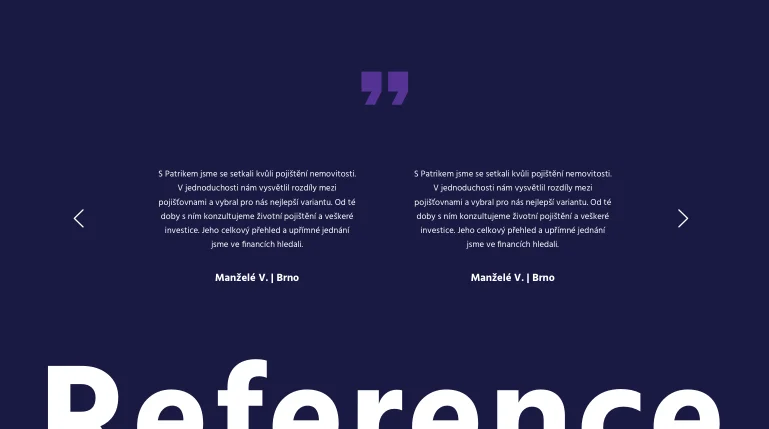 ”
S Patrikem jsme se setkali kvůli pojištění nemovitosti.
V jednoduchosti nám vysvětlil rozdíly mezi
pojišťovnami a vybral pro nás nejlepší variantu. Od té
doby s ním konzultujeme životní pojištění a veškeré
investice. Jeho celkový přehled a upřímné jednání
jsme ve financích hledali.
Manželé V. | Brno
S Patrikem jsme se setkali kvůli pojištění nemovitosti.
V jednoduchosti nám vysvětlil rozdíly mezi
pojišťovnami a vybral pro nás nejlepší variantu. Od té
doby s ním konzultujeme životní pojištění a veškeré
investice. Jeho celkový přehled a upřímné jednání
jsme ve financích hledali.
Manželé V. | Brno
Reference